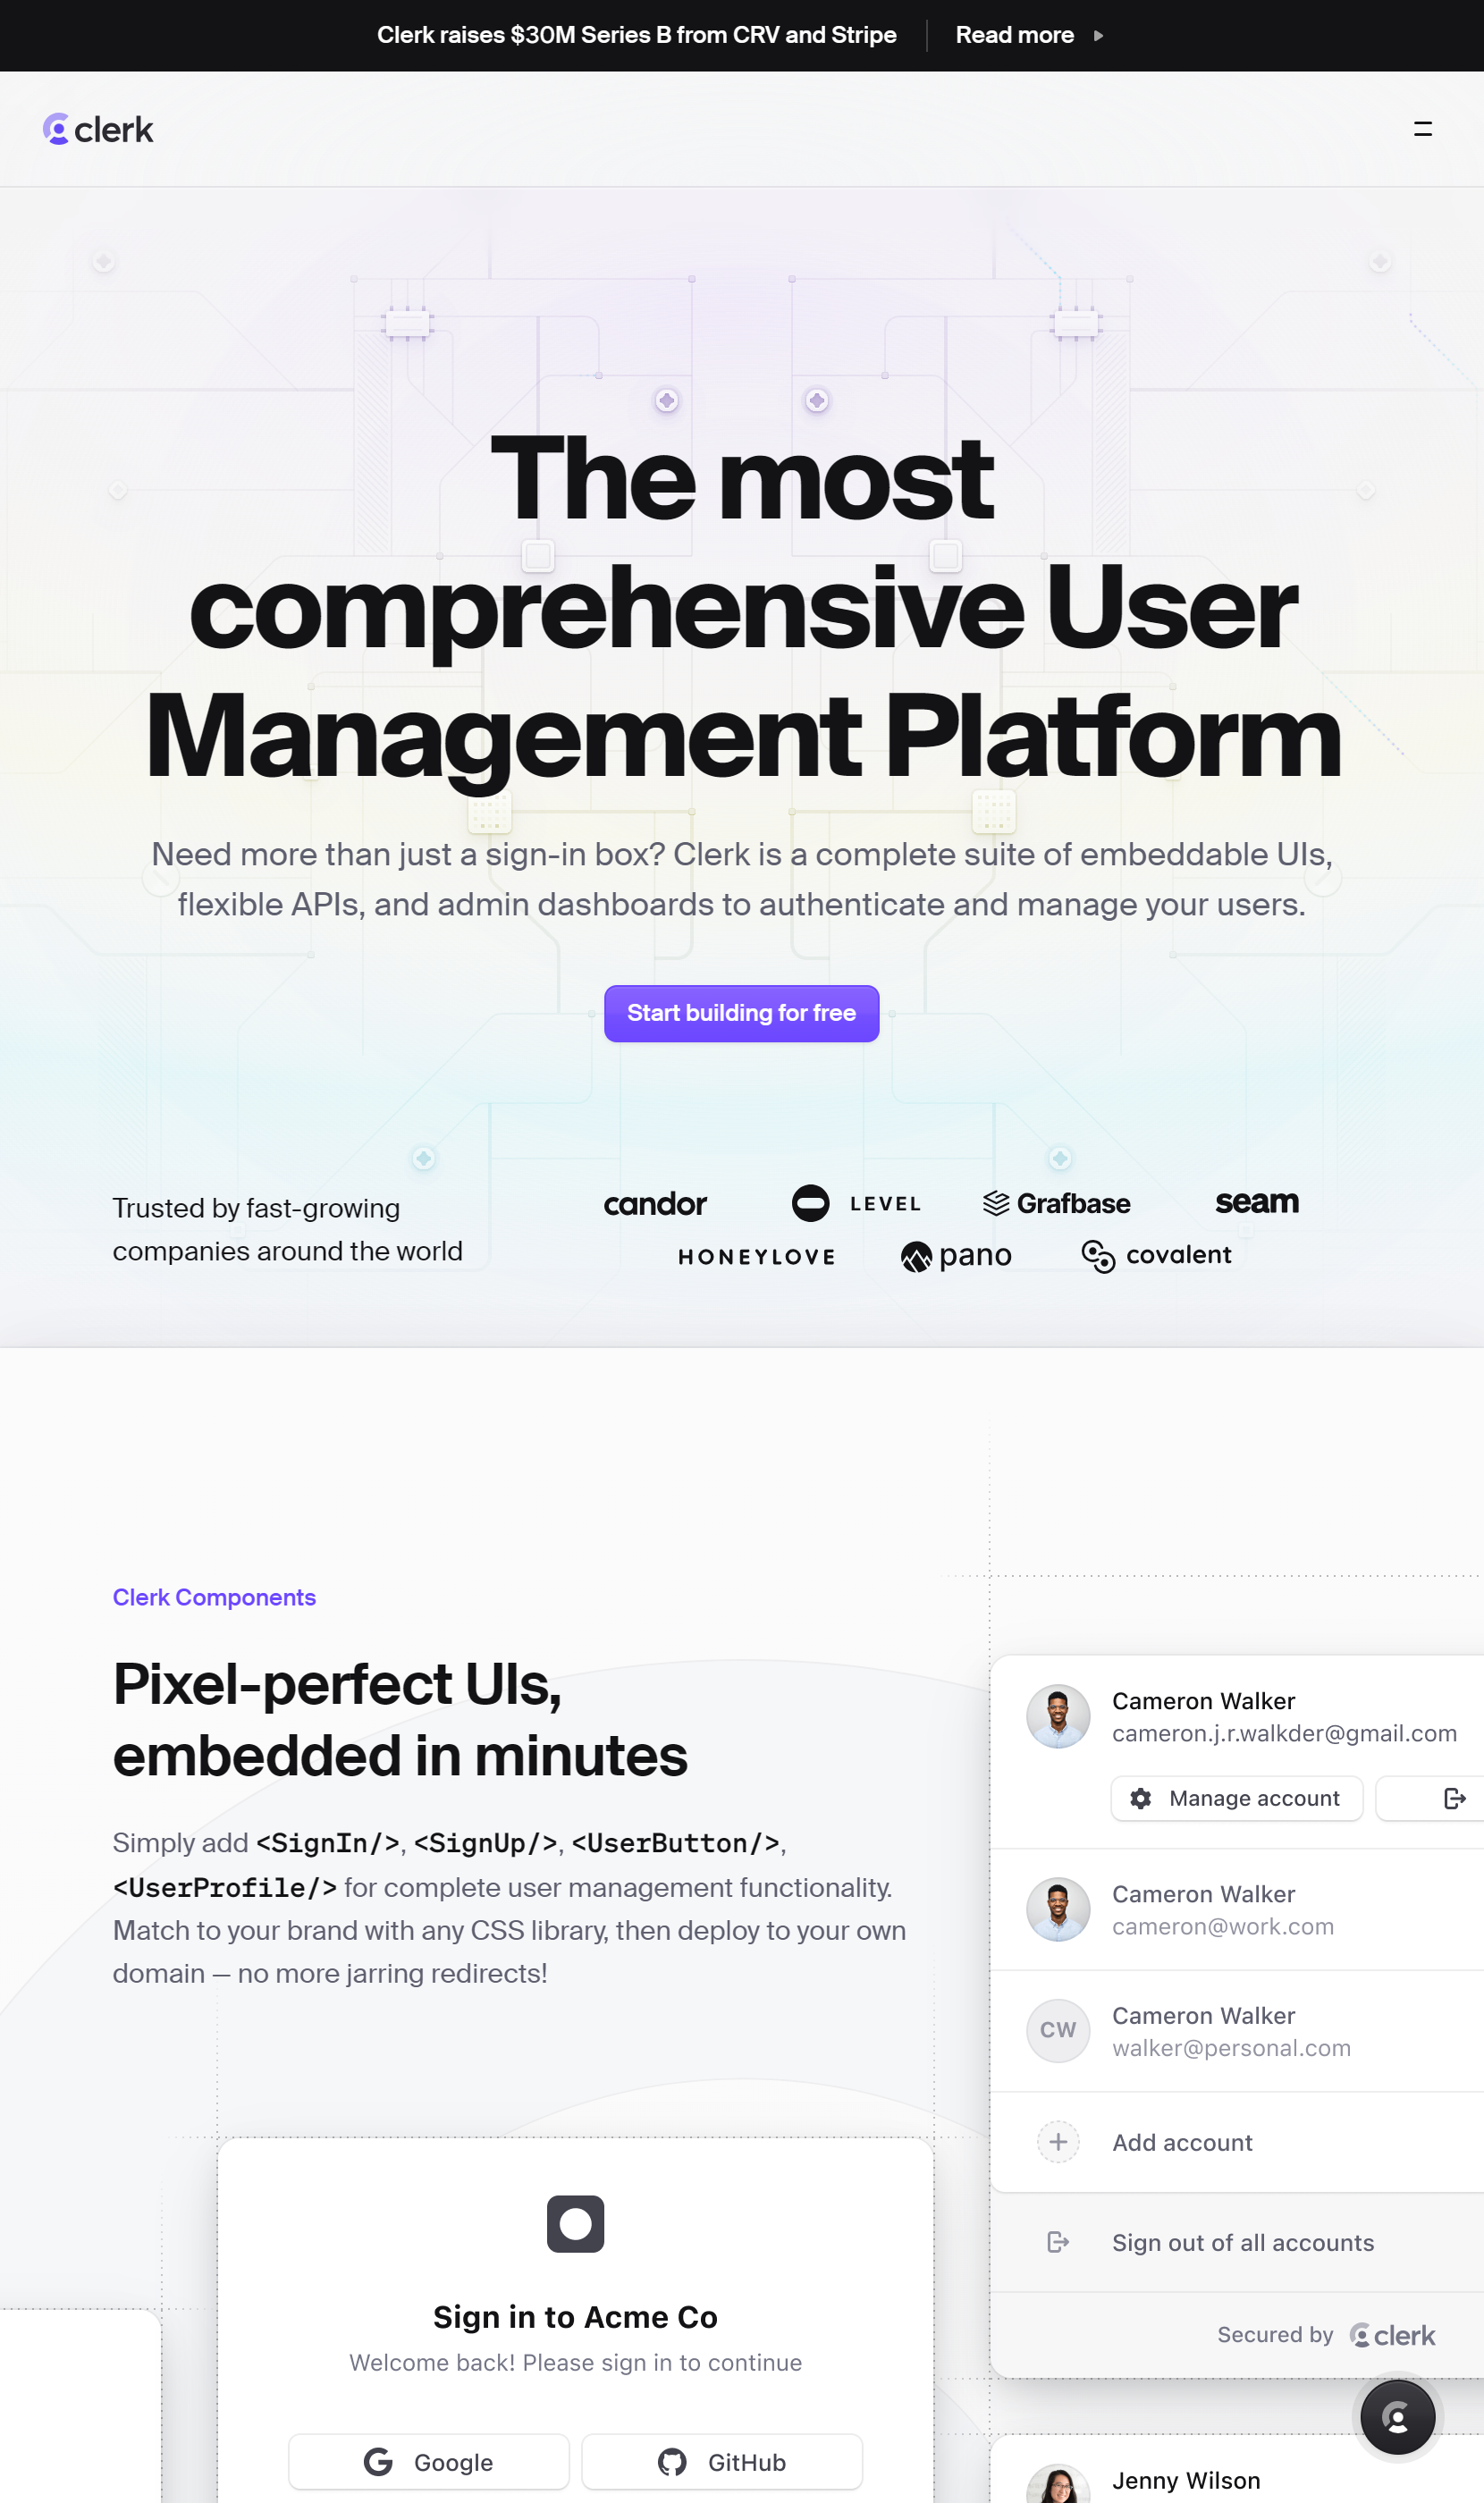 Clerk raises $30M Series B from CRV and Stripe
Read more
clerk
The most
comprehensive User
Management Platform
Need more than just a sign-in box? Clerk is a complete suite of embeddable UIs,
flexible APIs, and admin dashboards to authenticate and manage your users.
Start building for free
Trusted by fast-growing
companies around the world
candor
LEVEL
Grafbase
seam
HONEYLOVE
pano
covalent
Clerk Components
Pixel-perfect UIs,
embedded in minutes
Simply add <SignIn/>, <SignUp/>, <UserButton/>,
<UserProfile/> for complete user management functionality.
Match to your brand with any CSS library, then deploy to your own
domain — no more jarring redirects!
Cameron Walker
cameron.j.r.walkder@gmail.com
Manage account
Cameron Walker
cameron@work.com
CW
Cameron Walker
walker@personal.com
Add account
Sign out of all accounts
Secured by clerk
Sign in to Acme Co
Welcome back! Please sign in to continue
Google
GitHub
Jenny Wilson